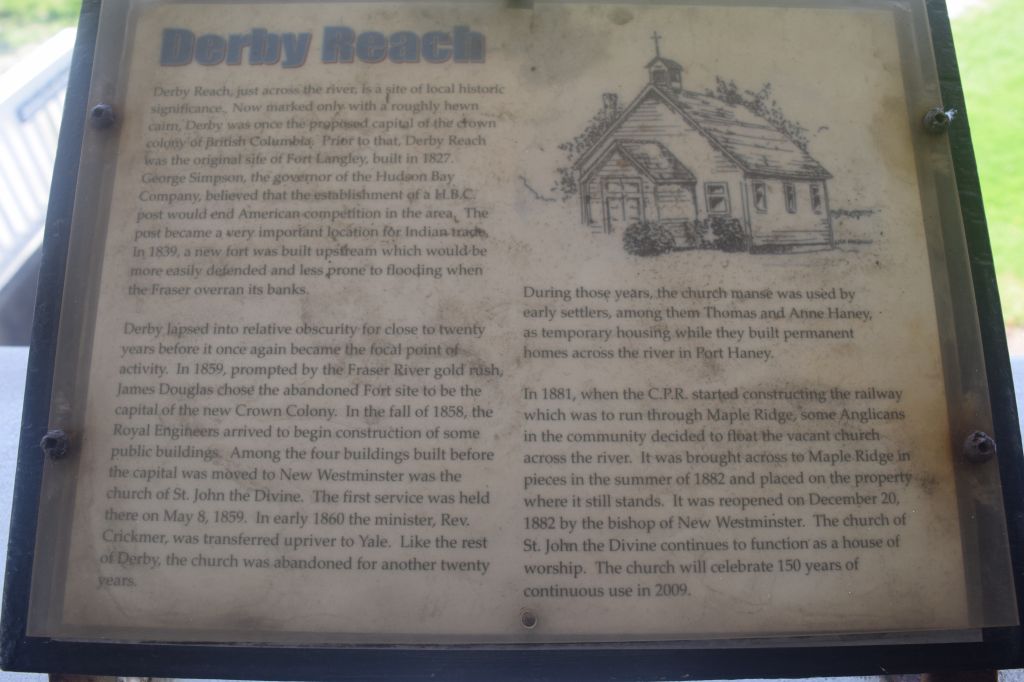 Derby Reach
Derby Reach, just across the river, is a site of local historic
significance. Now marked only with a roughly hewn
cairn, Derby was once the proposed capital of the crown
colony of British Columbia. Prior to that, Derby Reach
was the original site of Fort Langley, built in 1827.
George Simpson, the governor of the Hudson Bay
Company, believed that the establishment of a H.B.C.
post would end American competition in the area. The
post became a very important location for Indian trade.
In 1839, a new fort was built upstream which would be
more easily defended and less prone to flooding when
the Fraser overran its banks.
Derby lapsed into relative obscurity for close to twenty
years before it once again became the focal point of
activity. In 1859, prompted by the Fraser River gold rush,
James Douglas chose the abandoned Fort site to be the
capital of the new Crown Colony. In the fall of 1858, the
Royal Engineers arrived to begin construction of some
public buildings. Among the four buildings built before
the capital was moved to New Westminster was the
church of St. John the Divine. The first service was held
there on May 8, 1859. In early 1860 the minister, Rev.
Crickmer, was transferred upriver to Yale. Like the rest
of Derby, the church was abandoned for another twenty
years.
During those years, the church manse was used by
early settlers, among them Thomas and Anne Haney,
as temporary housing while they built permanent
homes across the river in Port Haney.
In 1881, when the C.P.R. started constructing the railway
which was to run through Maple Ridge, some Anglicans
in the community decided to float the vacant church
across the river. It was brought across to Maple Ridge in
pieces in the summer of 1882 and placed on the property
where it still stands. It was reopened on December 20,
1882 by the bishop of New Westminster. The church of
St. John the Divine continues to function as a house of
worship. The church will celebrate 150 years of
continuous use in 2009.